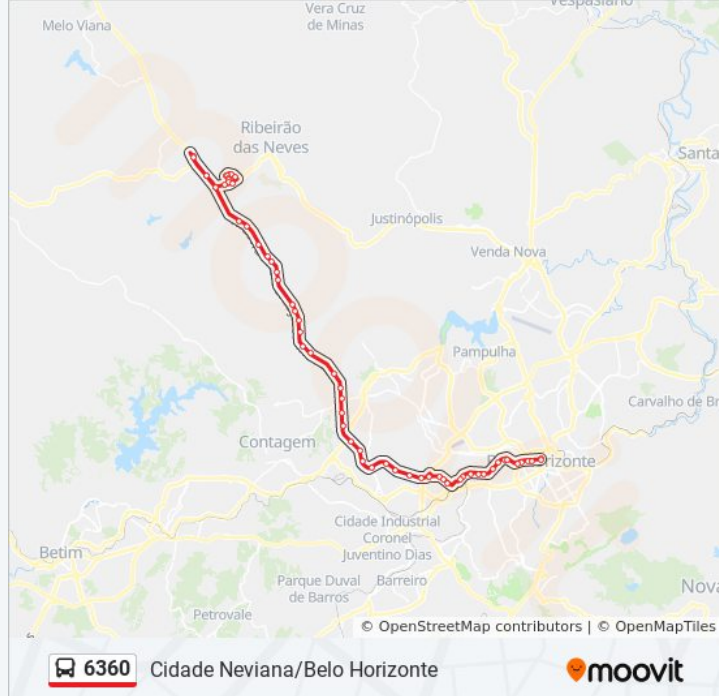 Vespasiano
Vera Cruz
de Minas
Melo Viana
Ribeirão
das Neves
Santa
Justinópolis
Venda Nova
Pampulha
Carvalho de Br
Contagem
Horizonte
Cidade Industrial
Coronel
Juventino Dias
Betim
Parque Duval
de Barros
Barreiro
Nova
Petrovale
© OpenStreetMap contributors | © OpenMapTiles
6360 Cidade Neviana/Belo Horizonte
moovit